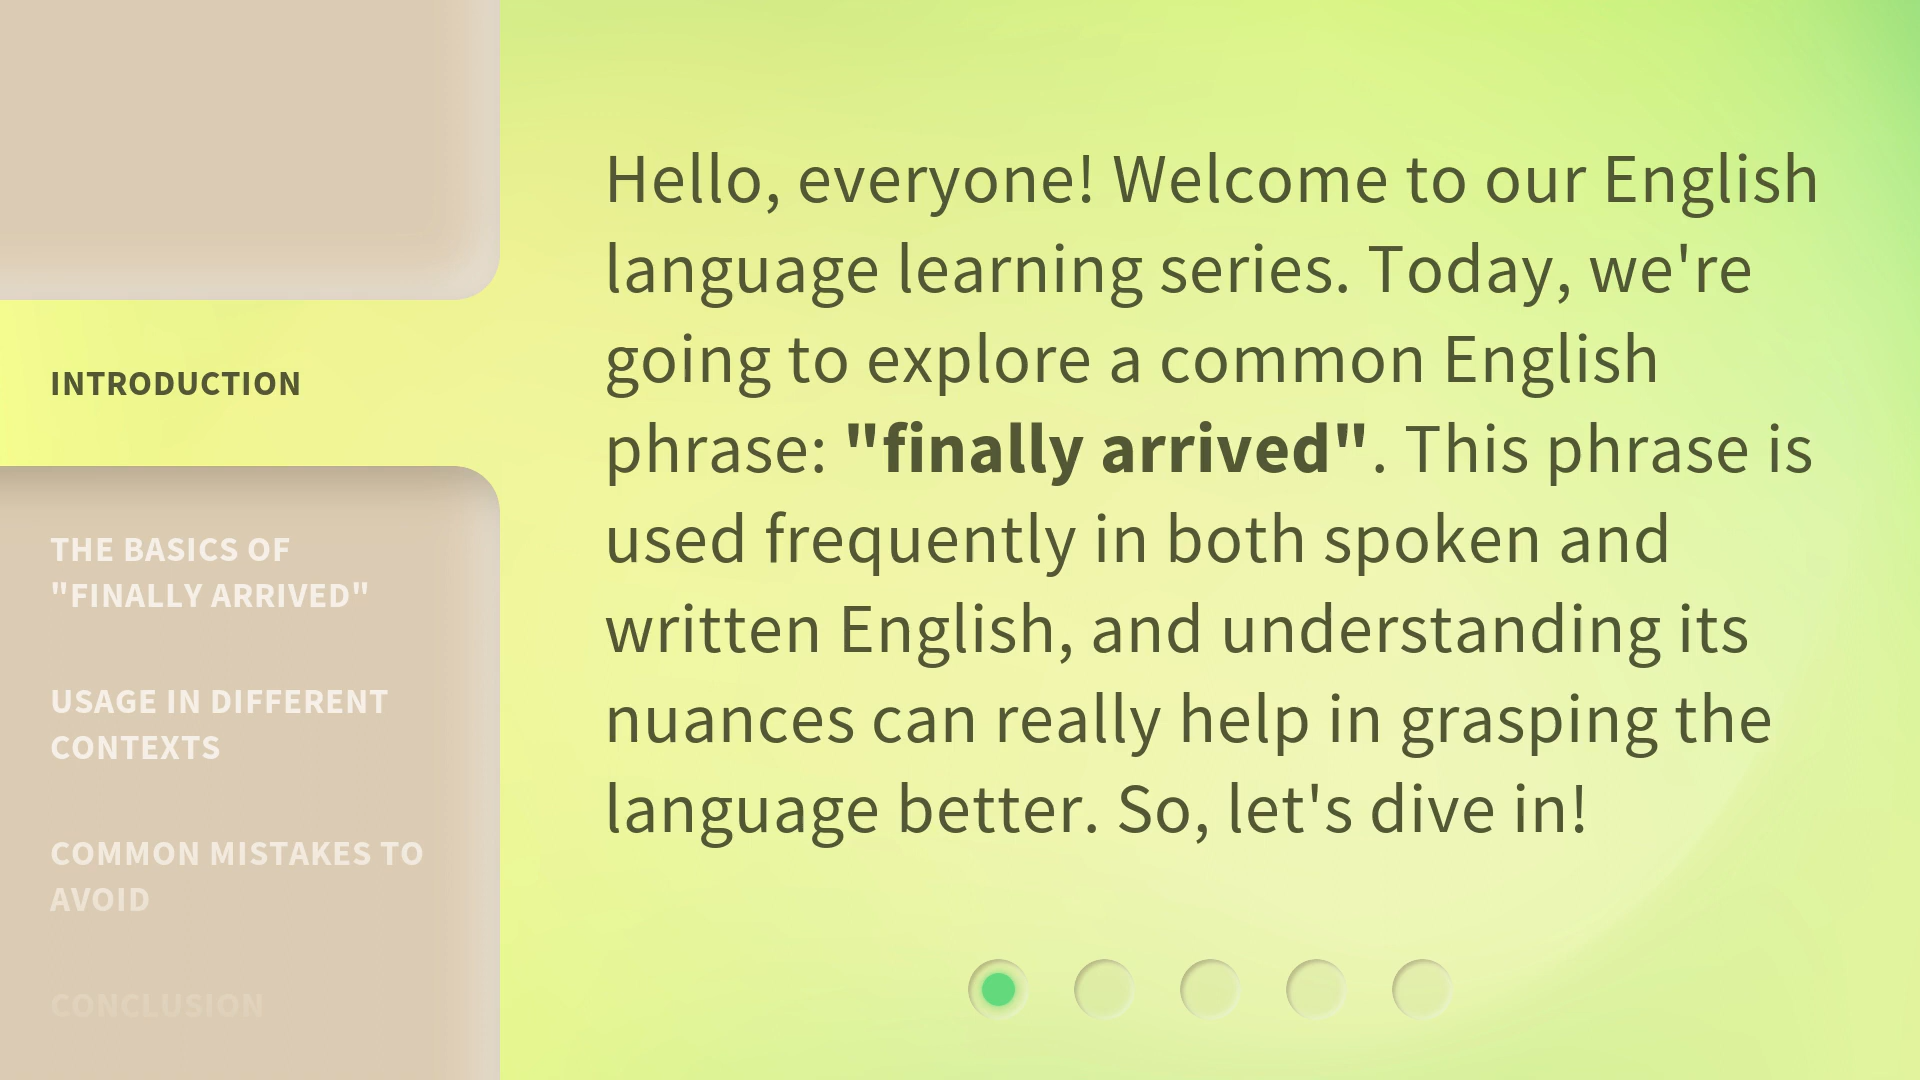 INTRODUCTION
THE BASICS OF
"FINALLY ARRIVED"
USAGE IN DIFFERENT
CONTEXTS
COMMON MISTAKES TO
AVOID
CONCLUSION
Hello, everyone! Welcome to our English
language learning series. Today, we're
going to explore a common English
phrase: "finally arrived". This phrase is
used frequently in both spoken and
written English, and understanding its
nuances can really help in grasping the
language better. So, let's dive in!